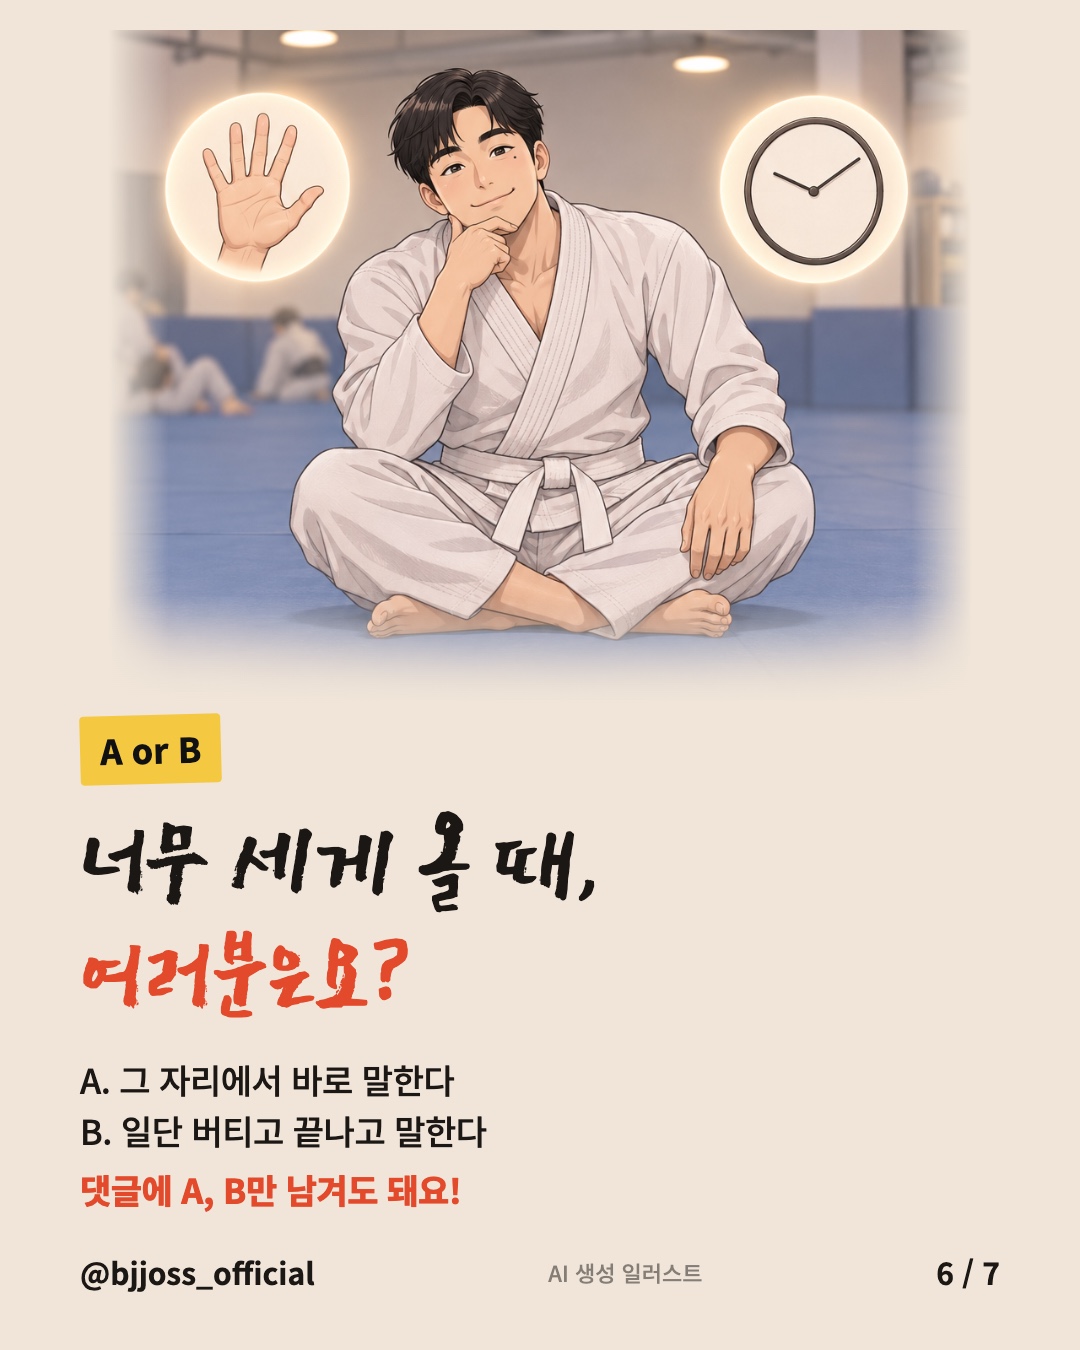 A or B
너무 세게 올 때,
여러분은요?
A. 그 자리에서 바로 말한다
B. 일단 버티고 끝나고 말한다
댓글에 A, B만 남겨도 돼요!
@bjjoss_official
AI 생성 일러스트
6 / 7